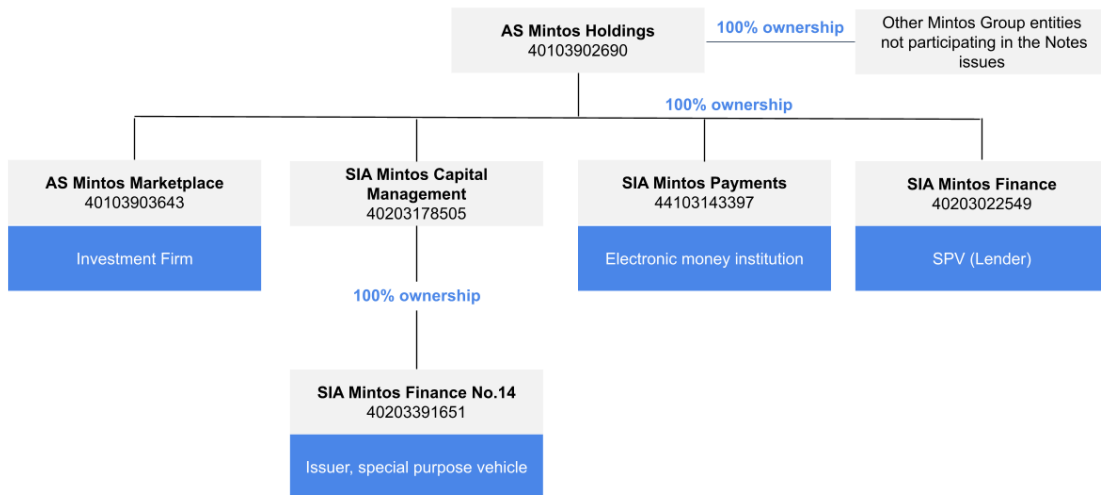 AS Mintos Holdings
40103902690
100% ownership
Other Mintos Group entities
not participating in the Notes
issues
100% ownership
AS Mintos Marketplace
40103903643
Investment Firm
SIA Mintos Capital
Management
40203178505
SIA Mintos Payments
44103143397
Electronic money institution
SIA Mintos Finance
40203022549
SPV (Lender)
100% ownership
SIA Mintos Finance No.14
40203391651
Issuer, special purpose vehicle